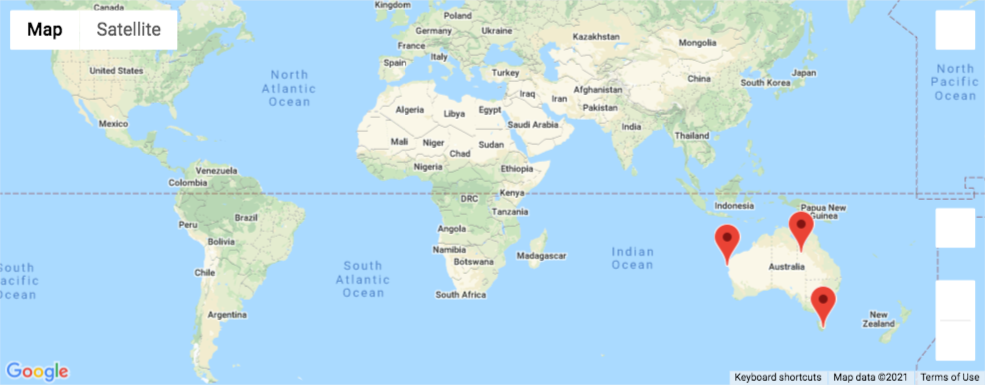 Canada
Kingdom
Poland
Map
Satellite
Germany
Ukraine
Kazakhstan
Mongolia
France
Italy
Spain
United States
North
Atlantic
Ocean
Turkey
China
Japan
South Korea
North
Pacific
Ocean
Iraq
Iran
Afghanistan
Pakistan
Algeria
Libya
Egypt
Saudi Arabia
India
Mexico
Mali
Niger
Chad
Sudan
Thailand
Nigeria
Ethiopia
Venezuela
Colombia
Kenya
DRC
Indonesia
Papua New
Guinea
Tanzania
Brazil
Peru
Angola
Bolivia
Namibia
Botswana
Madagascar
Indian
Ocean
Australia
South
acific
cean
Chile
South
Atlantic
Ocean
South Africa
Argentina
New
Zealand
Google
Keyboard shortcuts
Map data ©2021
Terms of Use